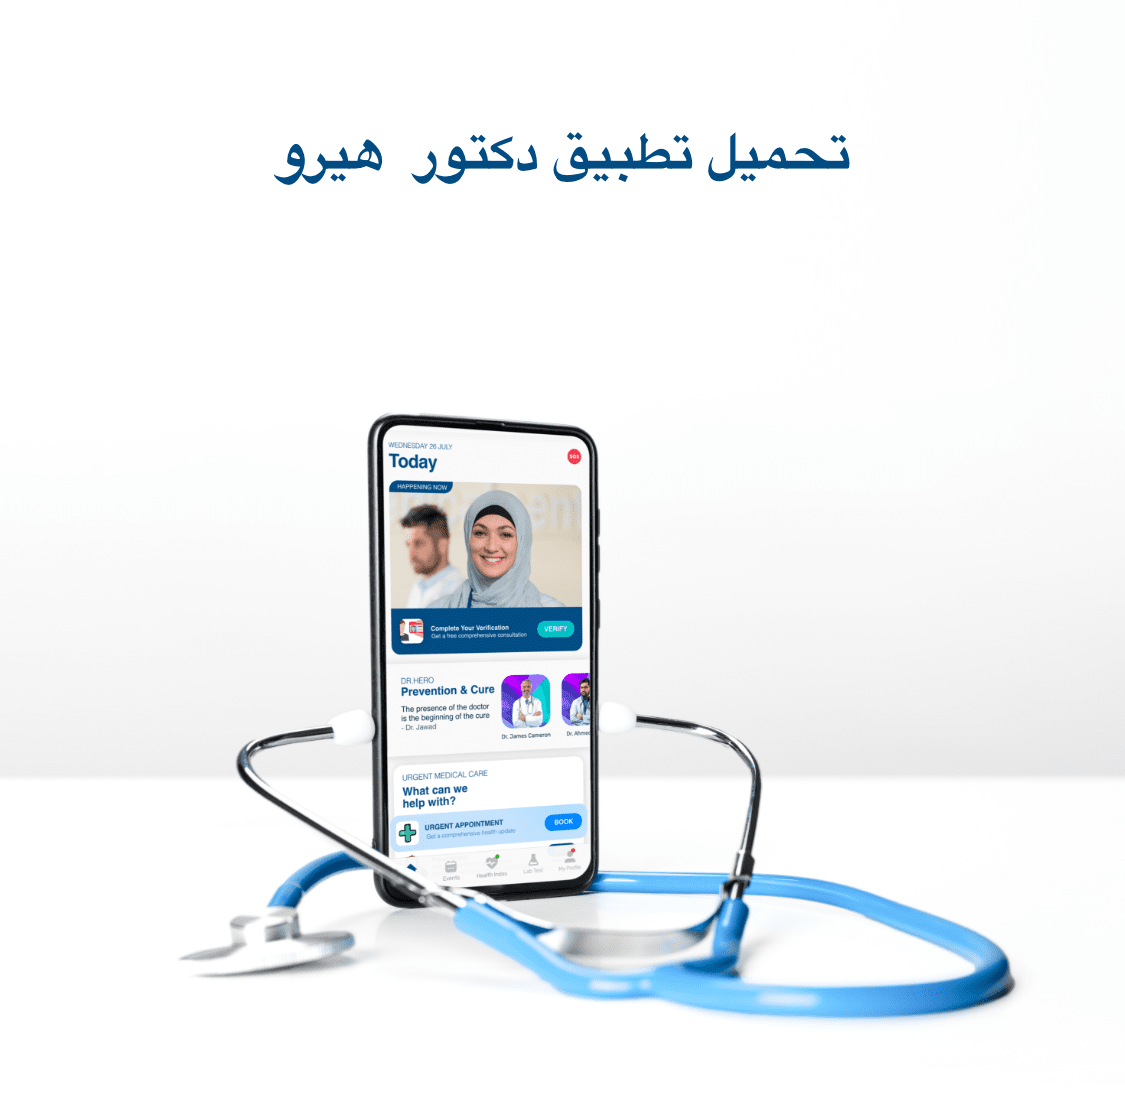 تحميل تطبيق دكتور هيرو
WEDNESDAY 26 JULY
Today
SOS
HAPPENING NOW
Complete Your Verification
Get a free comprehensive consultation
VERIFY
DR.HERO
Prevention & Cure
The presence of the doctor
is the beginning of the cure
- Dr. Jawad
Dr. James Cameron
Dr. Ahme
URGENT MEDICAL CARE
What can we
help with?
URGENT APPOINTMENT
Get a comprehensive health update
BOOK
Events
Health Index
Lab Test
My Profile